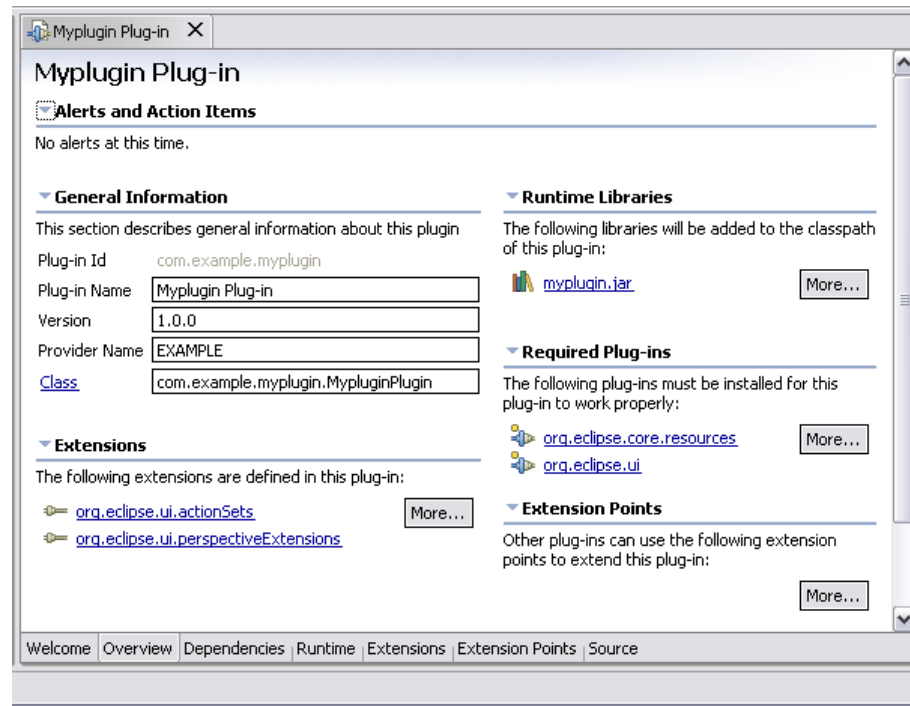 Myplugin Plug-in
Myplugin Plug-in
Alerts and Action Items
No alerts at this time.
General Information
This section describes general information about this plugin
Plug-in Id com.example.myplugin
Plug-in Name Myplugin Plug-in
Version 1.0.0
Provider Name EXAMPLE
Class com.example.myplugin.MypluginPlugin
Extensions
The following extensions are defined in this plug-in:
org.eclipse.ui.actionSets More...
org.eclipse.ui.perspectiveExtensions
Runtime Libraries
The following libraries will be added to the classpath
of this plug-in:
myplugin.jar More...
Required Plug-ins
The following plug-ins must be installed for this
plug-in to work properly:
org.eclipse.core.resources More...
org.eclipse.ui
Extension Points
Other plug-ins can use the following extension
points to extend this plug-in:
More...
Welcome Overview Dependencies Runtime Extensions Extension Points Source